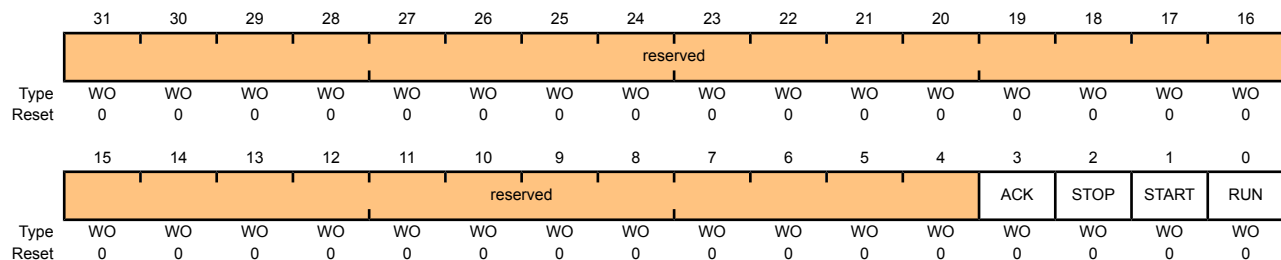 31 30 29 28 27 26 25 24 23 22 21 20 19 18 17 16
reserved
Type WO WO WO WO WO WO WO WO WO WO WO WO WO WO WO WO
Reset 0 0 0 0 0 0 0 0 0 0 0 0 0 0 0 0
15 14 13 12 11 10 9 8 7 6 5 4 3 2 1 0
reserved ACK STOP START RUN
Type WO WO WO WO WO WO WO WO WO WO WO WO WO WO WO WO
Reset 0 0 0 0 0 0 0 0 0 0 0 0 0 0 0 0